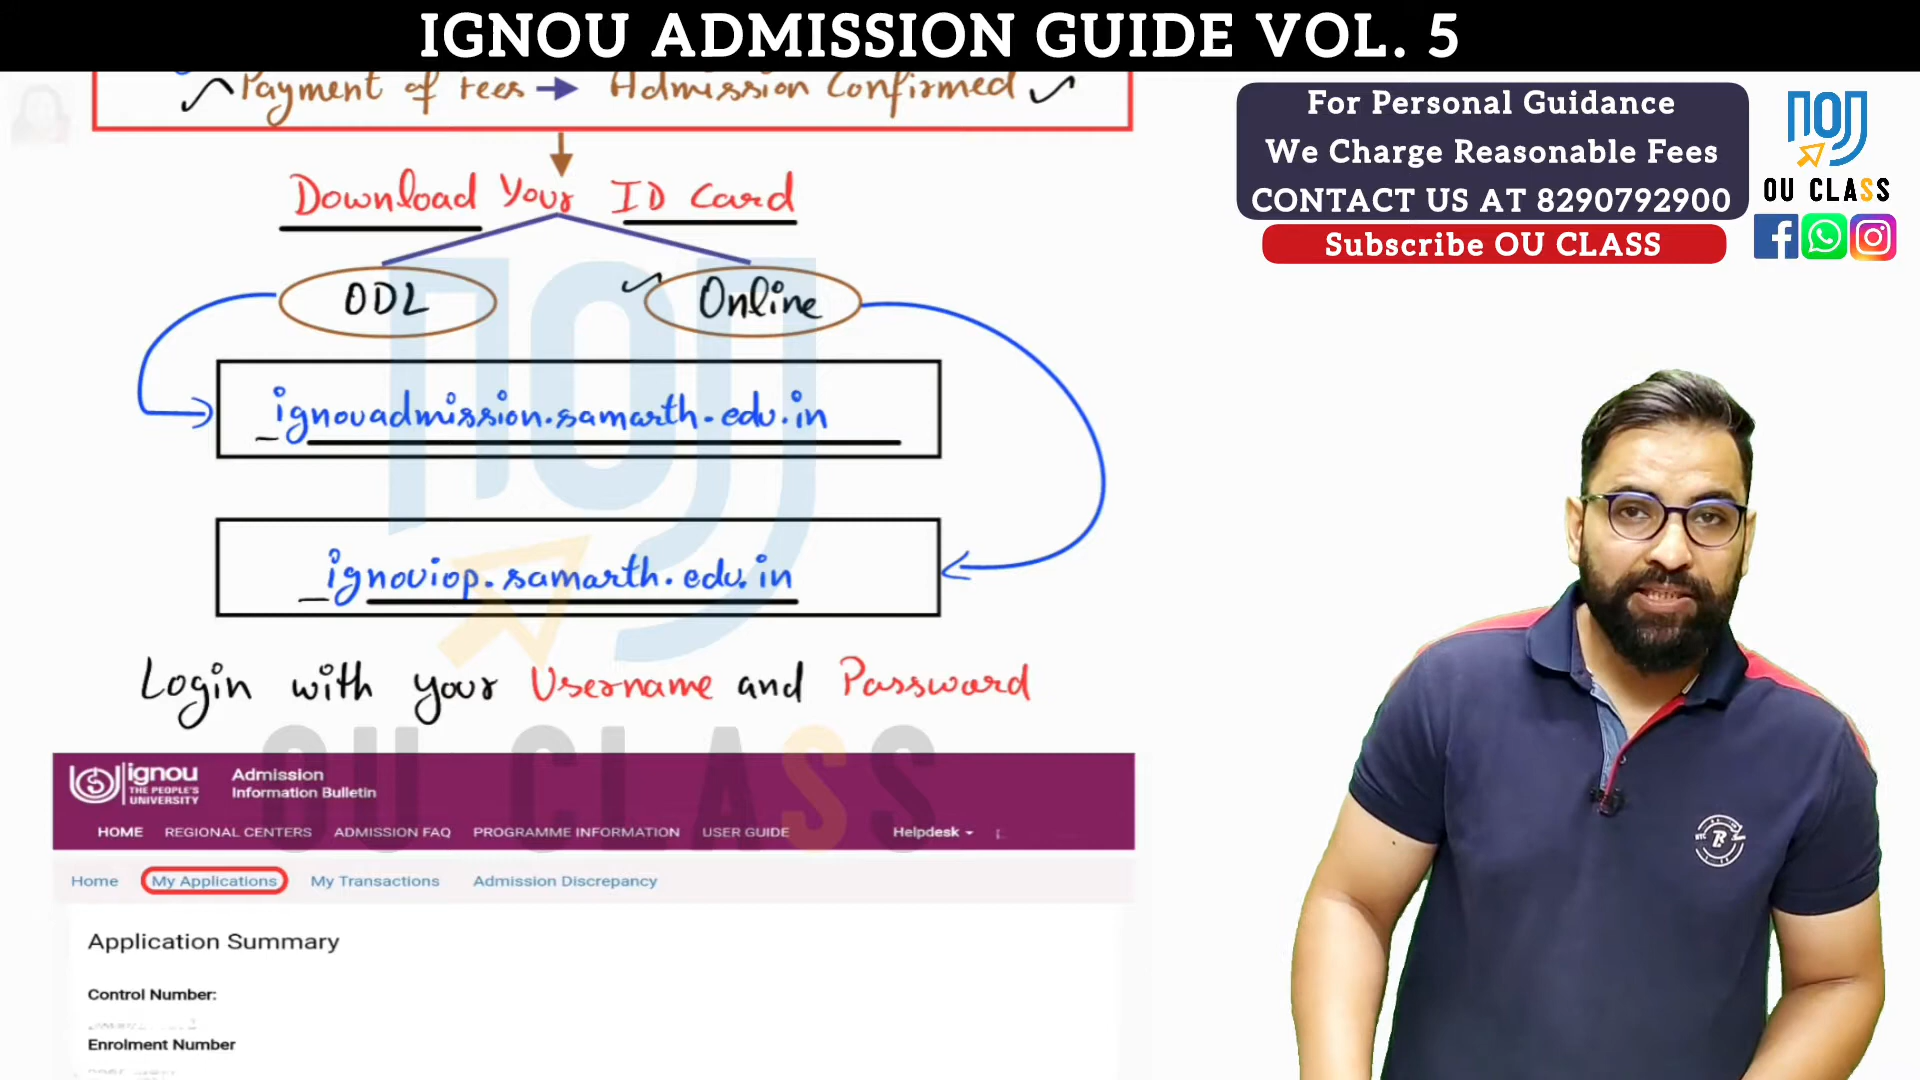 IGNOU ADMISSION GUIDE VOL. 5
Payment of Fees → Admission Confirmed
Download Your ID Card
ODL
Online
ignouadmission.samarth.edu.in
ignouiop.samarth.edu.in
Login with your Username and Password
ignou
THE PEOPLE'S
UNIVERSITY
Admission
Information Bulletin
HOME REGIONAL CENTERS ADMISSION FAQ PROGRAMME INFORMATION USER GUIDE Helpdesk
Home My Applications My Transactions Admission Discrepancy
Application Summary
Control Number:
Enrolment Number
OU CLASS
For Personal Guidance
We Charge Reasonable Fees
CONTACT US AT 8290792900
Subscribe OU CLASS
OU CLASS